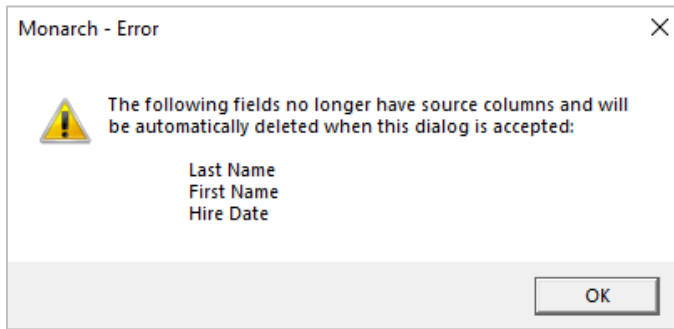 Monarch - Error
The following fields no longer have source columns and will
be automatically deleted when this dialog is accepted:
Last Name
First Name
Hire Date
OK